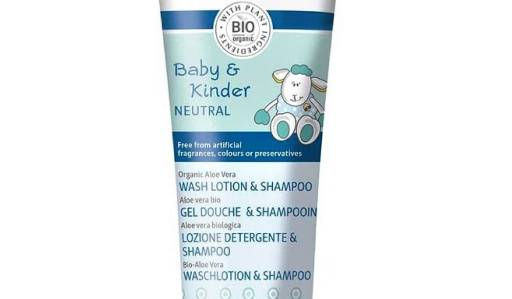 WITH PLANT INGREDIENTS
BIO
organic
Baby &
Kinder
NEUTRAL
Free from artificial
fragrances, colours or preservatives
Organic Aloe Vera
WASH LOTION & SHAMPOO
Aloe vera bio
GEL DOUCHE & SHAMPOOIN
Aloe vera biologica
LOZIONE DETERGENTE &
SHAMPOO
Bio-Aloe Vera
WASCHLOTION & SHAMPOO